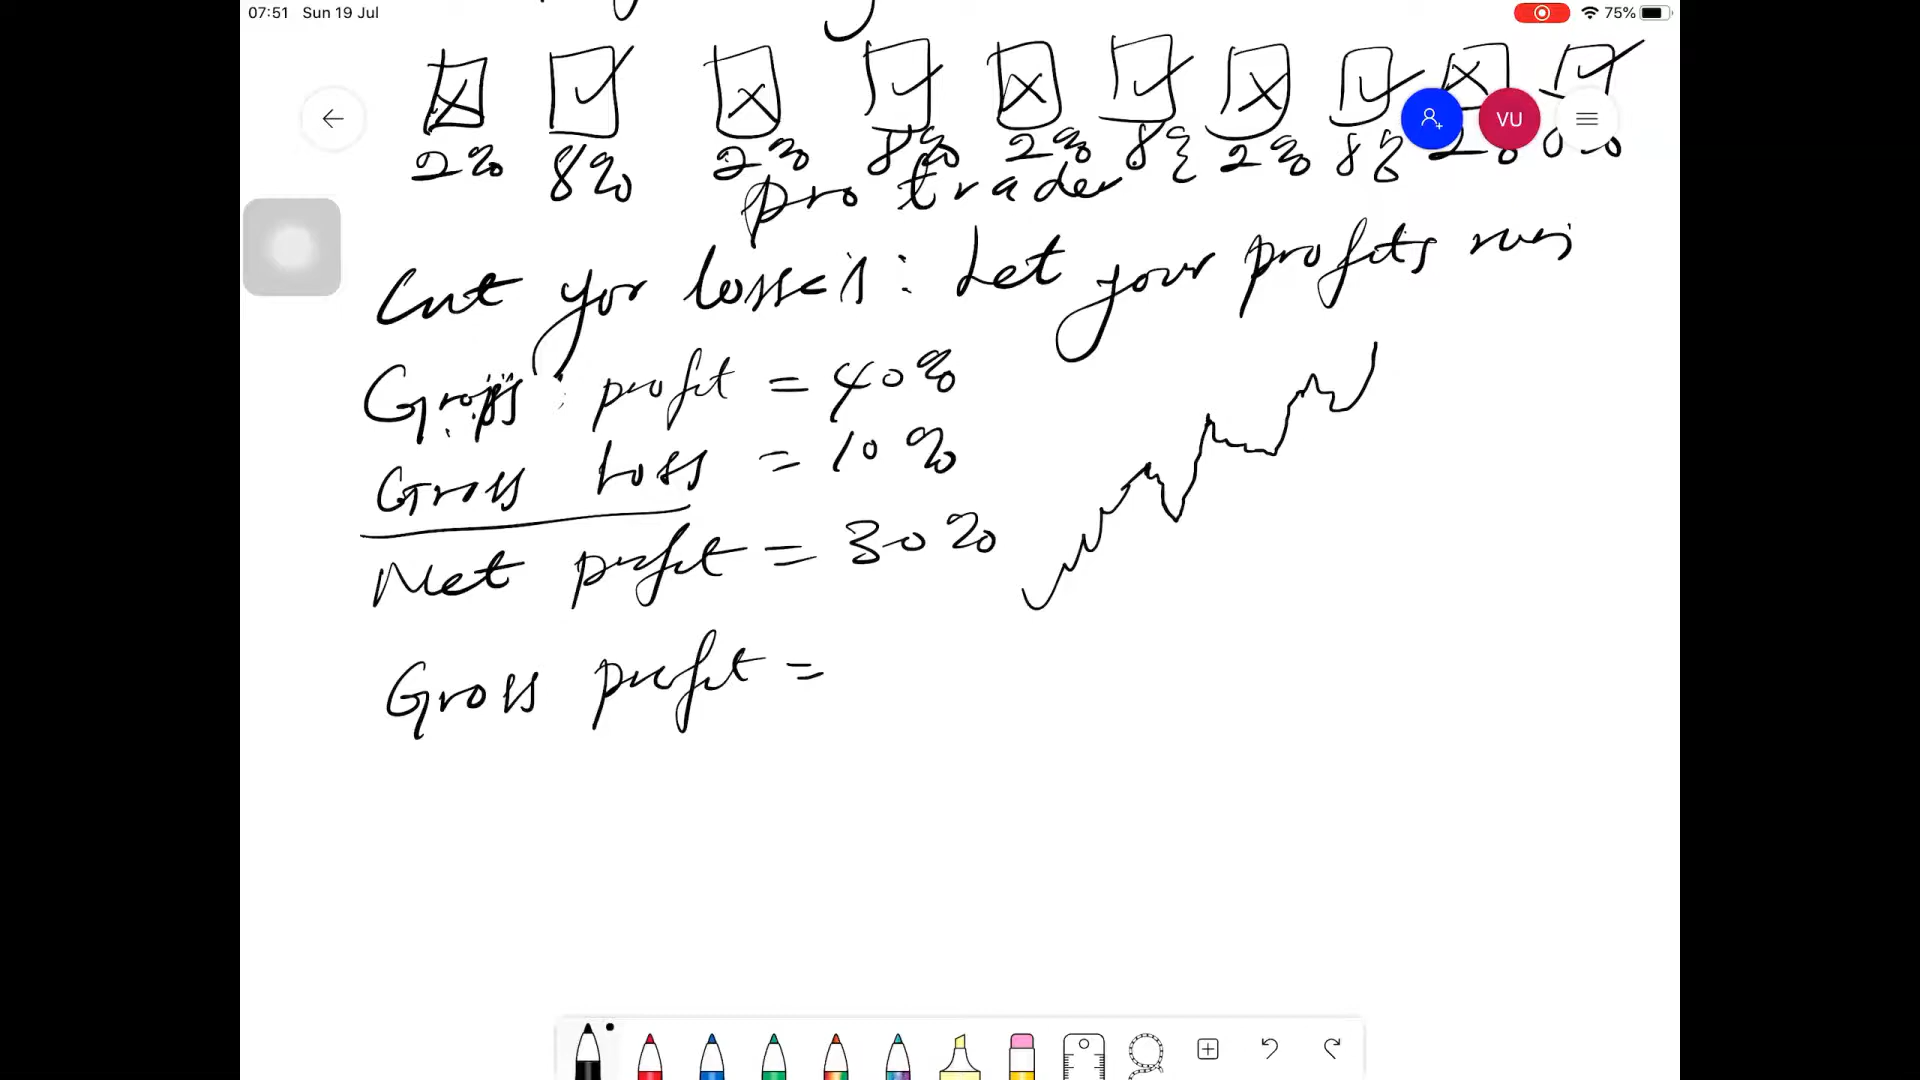 07:51 Sun 19 Jul 75%
2% 8% 2% 8% 2% 8% 2% 8%
VU
pro trader
Cut your losses: Let your profits run
Gross profit = 40%
Gross Loss = 10%
Net profit = 30%
Gross profit =